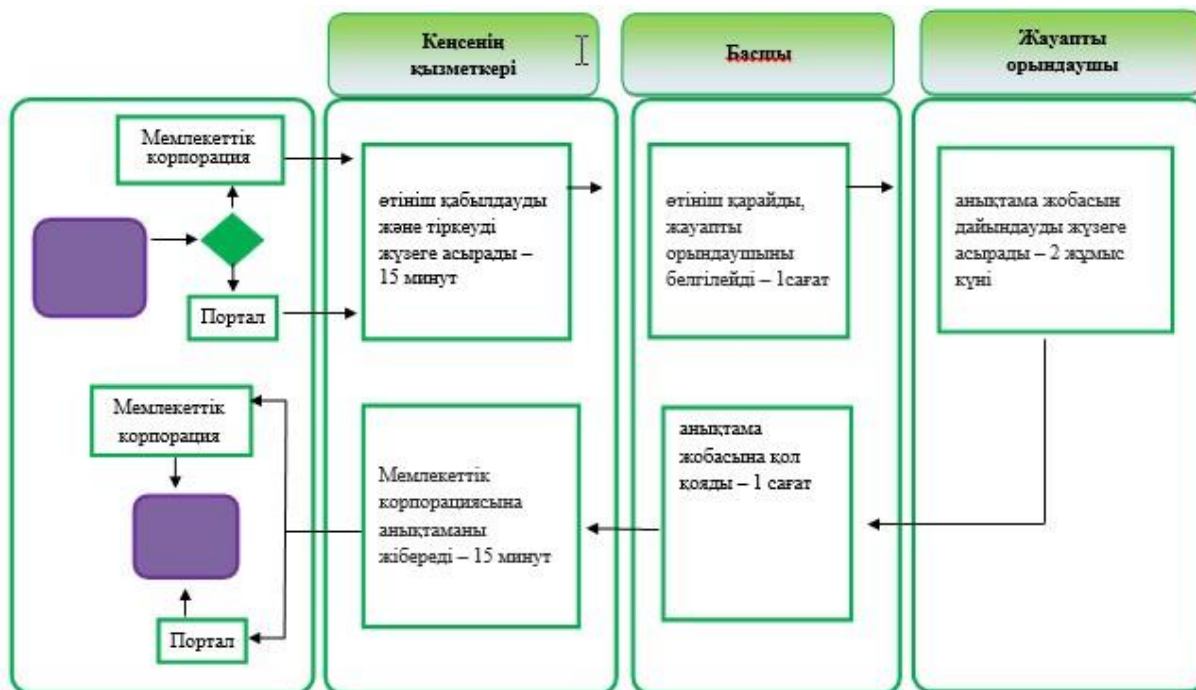 Кеңсенің
қызметкері
Басшы
Жауапты
орындаушы
Мемлекеттік
корпорация
Портал
өтініш қабылдауды
және тіркеуді
жүзеге асырады –
15 минут
өтініш қарайды,
жауапты
орындаушыны
белгілейді – 1сағат
анықтама жобасын
дайындауды жүзеге
асырады – 2 жұмыс
күні
Мемлекеттік
корпорация
Портал
Мемлекеттік
корпорациясына
анықтаманы
жібереді – 15 минут
анықтама
жобасына қол
қояды – 1 сағат